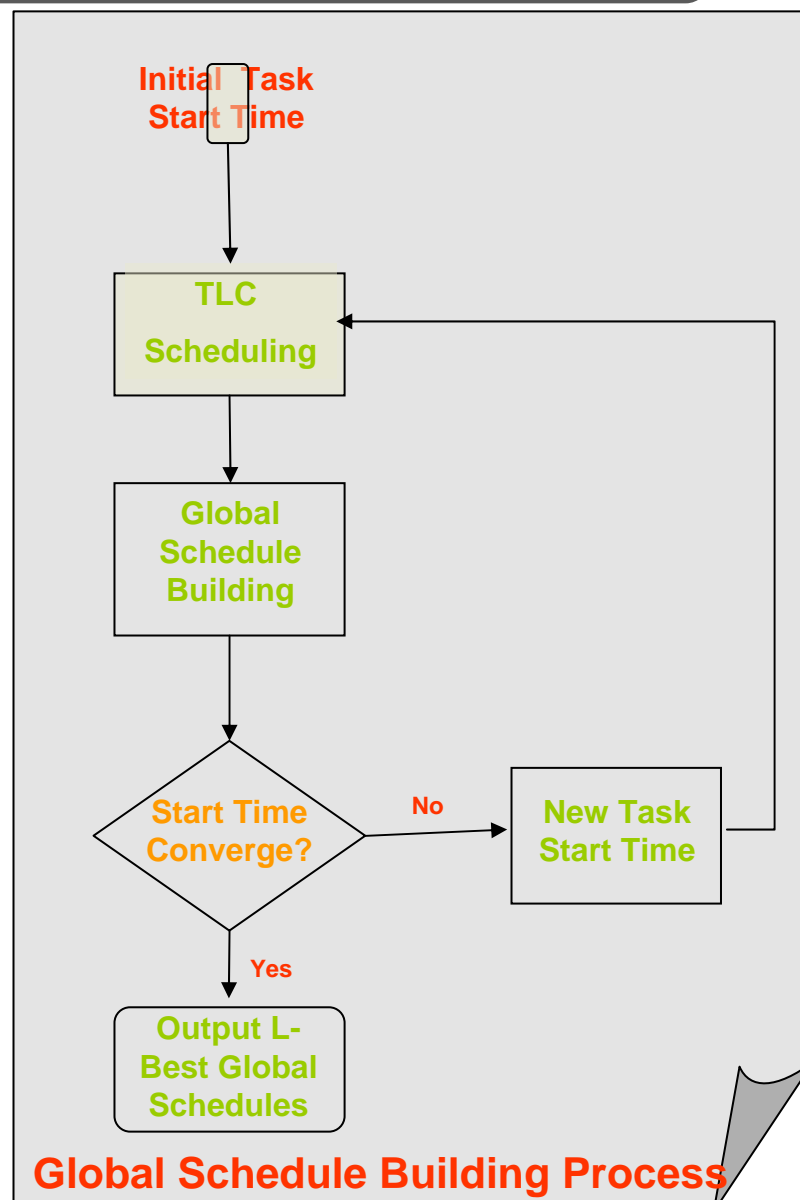 Initial Task
Start Time
TLC
Scheduling
Global
Schedule
Building
Start Time
Converge?
No
New Task
Start Time
Yes
Output L-
Best Global
Schedules
Global Schedule Building Process